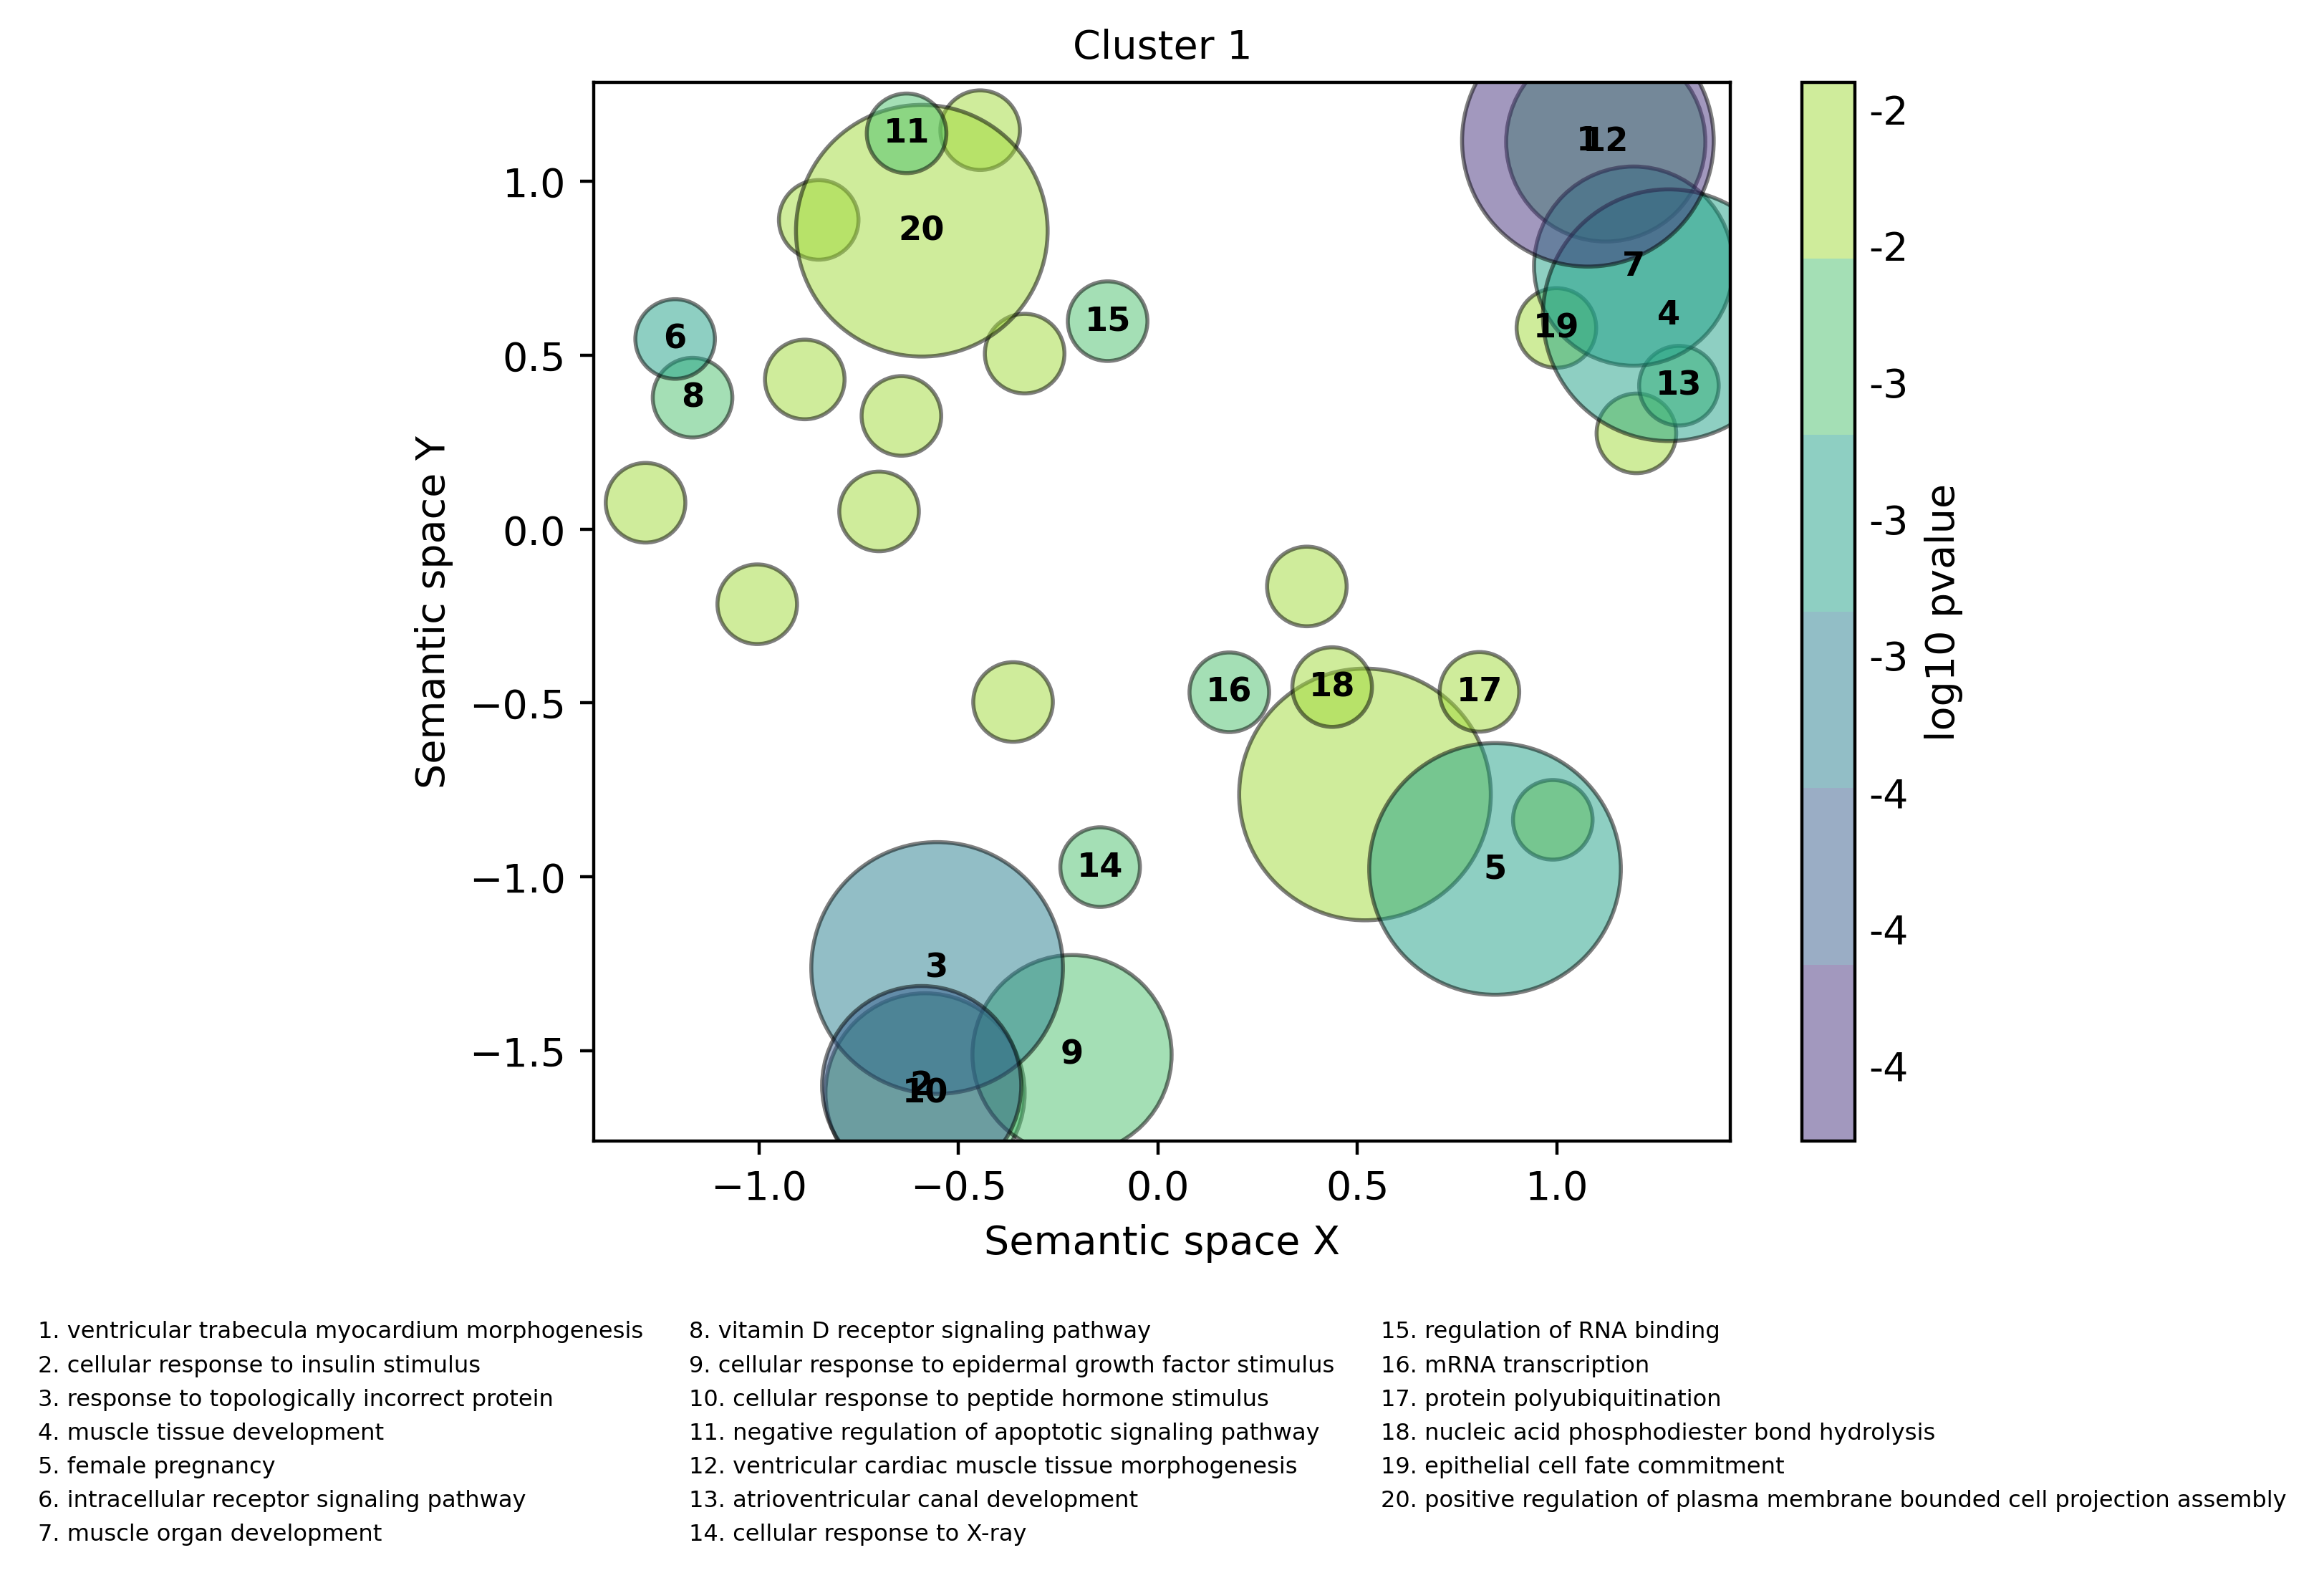 Cluster 1
11
1
12
20
7
4
15
19
6
13
8
1.0
0.5
0.0
−0.5
−1.0
−1.5
Semantic space Y
16
18
17
14
5
3
9
2
10
−1.0
−0.5
0.0
0.5
1.0
Semantic space X
-2
-2
-3
-3
-3
-4
-4
-4
log10 pvalue
1. ventricular trabecula myocardium morphogenesis
2. cellular response to insulin stimulus
3. response to topologically incorrect protein
4. muscle tissue development
5. female pregnancy
6. intracellular receptor signaling pathway
7. muscle organ development
8. vitamin D receptor signaling pathway
9. cellular response to epidermal growth factor stimulus
10. cellular response to peptide hormone stimulus
11. negative regulation of apoptotic signaling pathway
12. ventricular cardiac muscle tissue morphogenesis
13. atrioventricular canal development
14. cellular response to X-ray
15. regulation of RNA binding
16. mRNA transcription
17. protein polyubiquitination
18. nucleic acid phosphodiester bond hydrolysis
19. epithelial cell fate commitment
20. positive regulation of plasma membrane bounded cell projection assembly